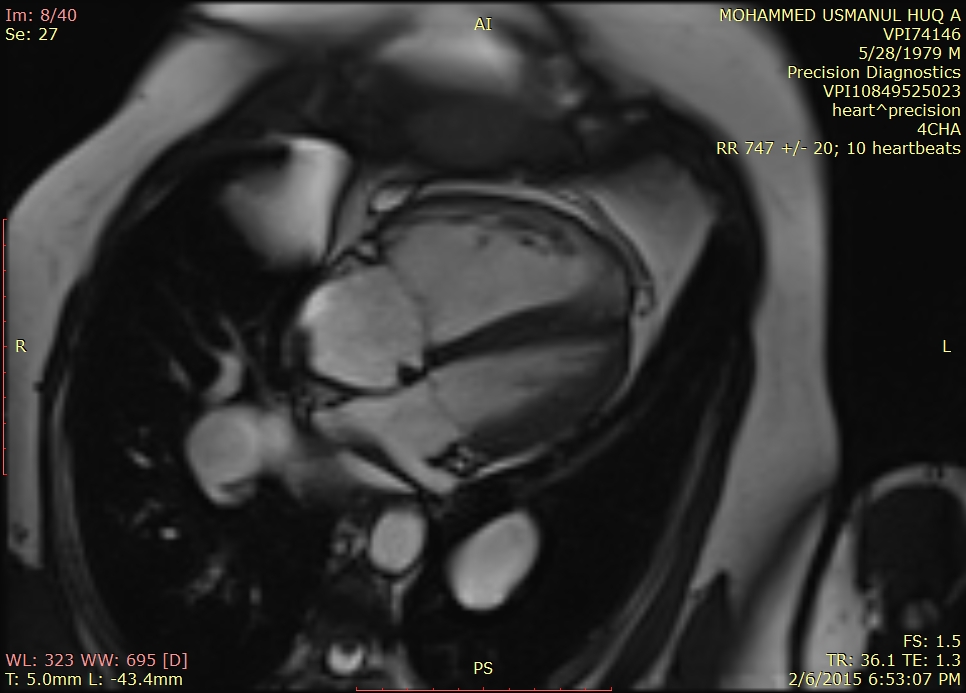 Im: 8/40
Se: 27
AI
MOHAMMED USMANUL HUQ A
VPI74146
5/28/1979 M
Precision Diagnostics
VPI10849525023
heart^precision
4CHA
RR 747 +/- 20; 10 heartbeats
R
L
WL: 323 WW: 695 [D]
T: 5.0mm L: -43.4mm
PS
FS: 1.5
TR: 36.1 TE: 1.3
2/6/2015 6:53:07 PM